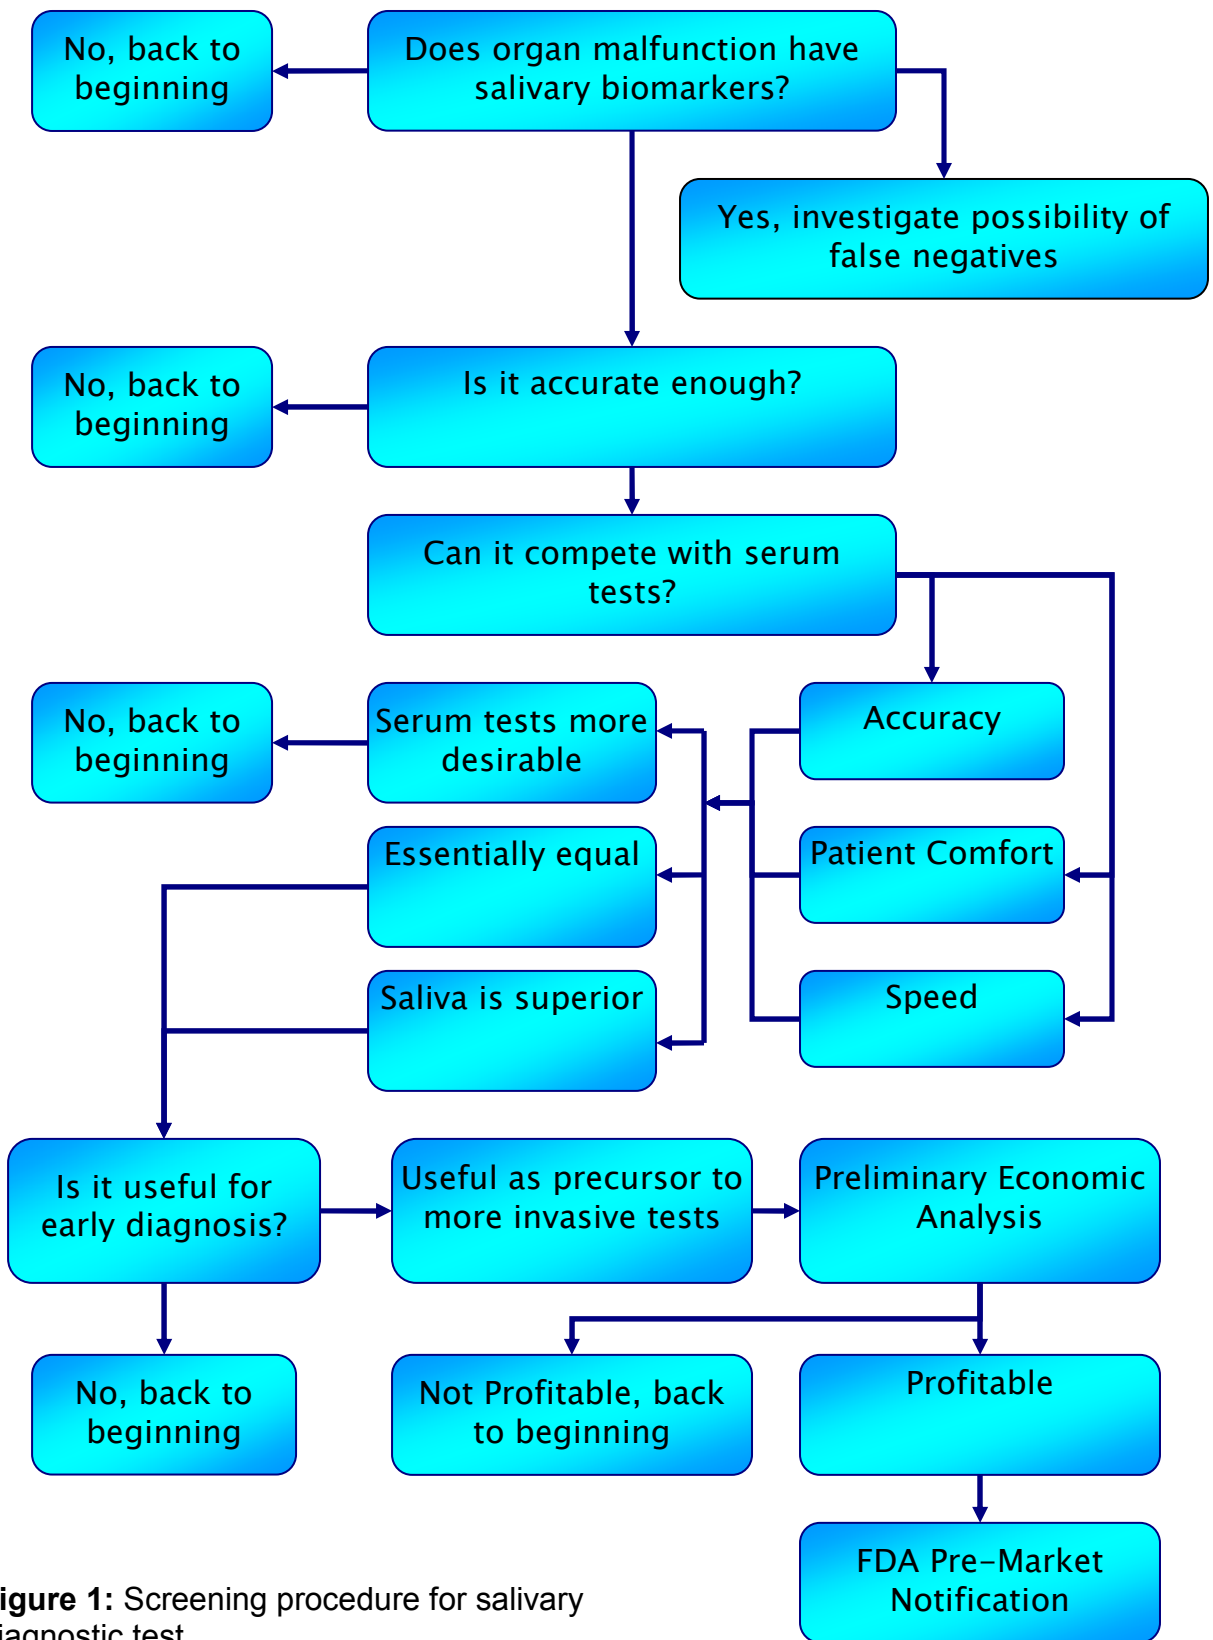 No, back to
beginning
Does organ malfunction have
salivary biomarkers?
Yes, investigate possibility of
false negatives
No, back to
beginning
Is it accurate enough?
Can it compete with serum
tests?
No, back to
beginning
Serum tests more
desirable
Accuracy
Essentially equal
Patient Comfort
Saliva is superior
Speed
Is it useful for
early diagnosis?
Useful as precursor to
more invasive tests
Preliminary Economic
Analysis
No, back to
beginning
Not Profitable, back
to beginning
Profitable
FDA Pre-Market
Notification
igure 1: Screening procedure for salivary
iagnostic test